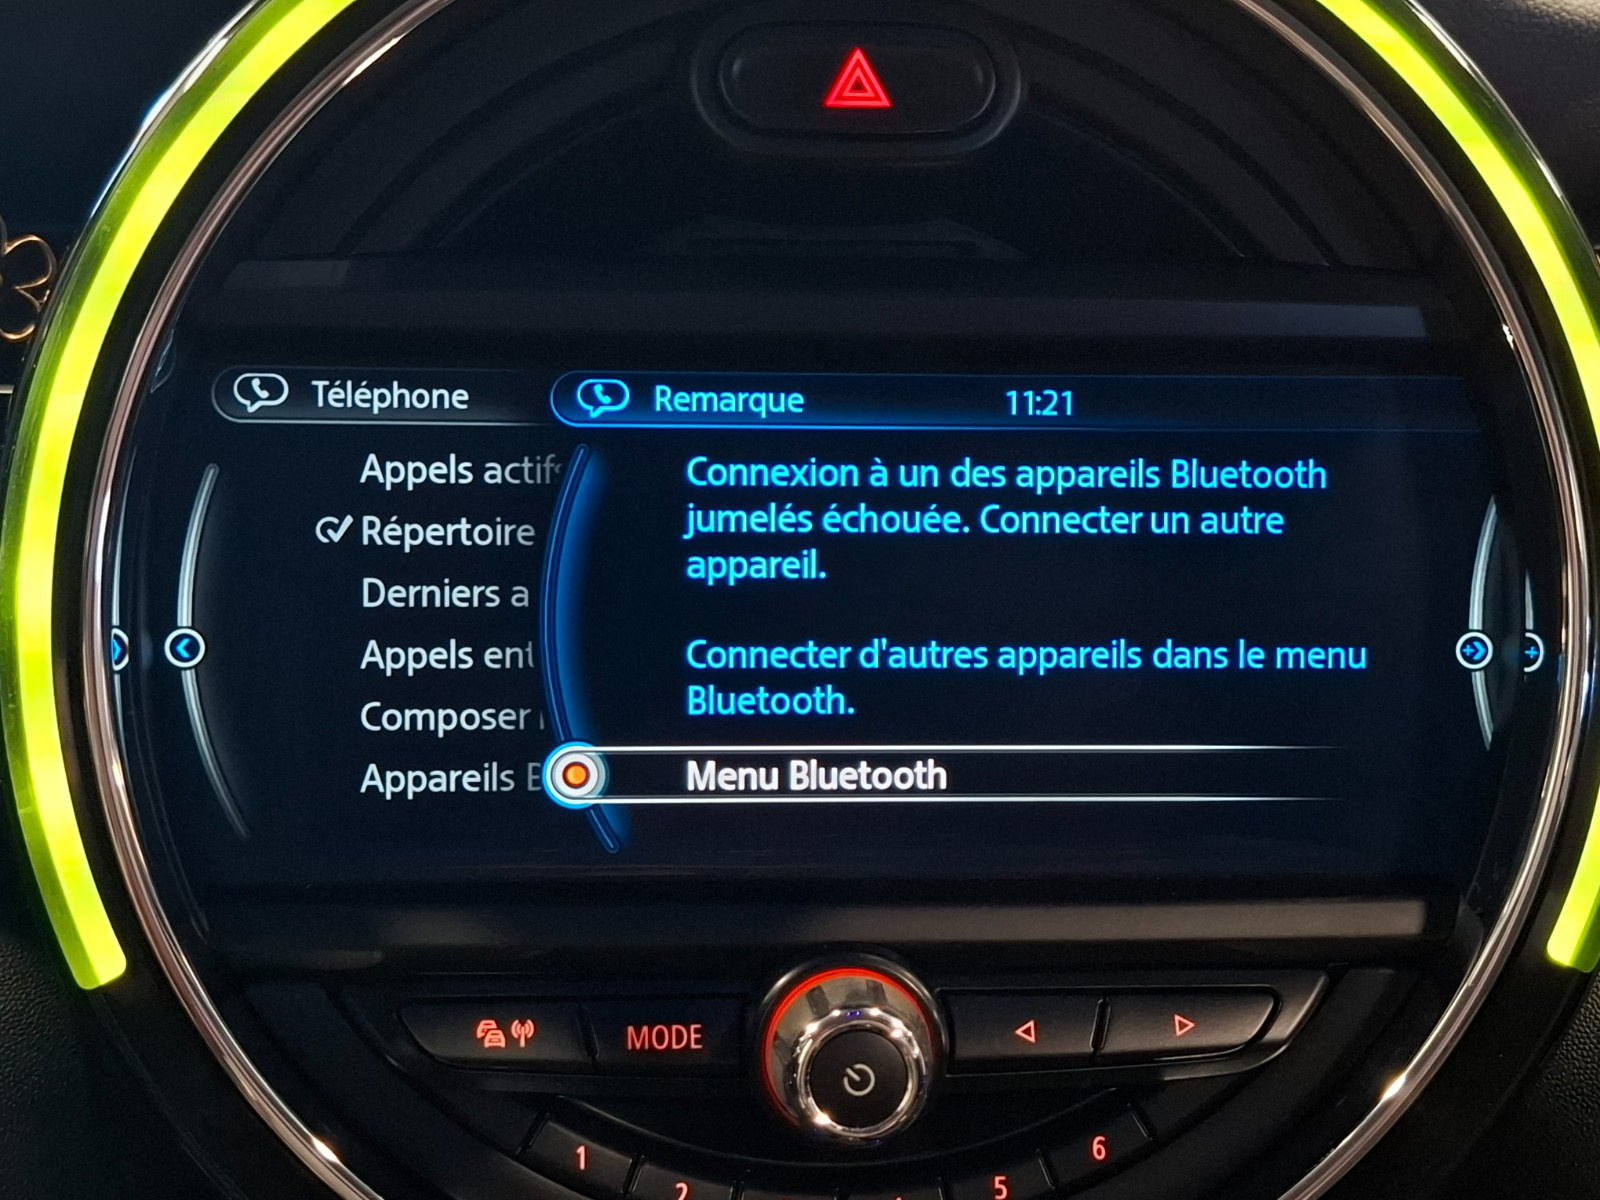 Téléphone
Appels actifs
Répertoire
Derniers a
Appels ent
Composer
Appareils B
Remarque 11:21
Connexion à un des appareils Bluetooth
jumelés échouée. Connecter un autre
appareil.
Connecter d'autres appareils dans le menu
Bluetooth.
Menu Bluetooth
MODE
1
2
5
6